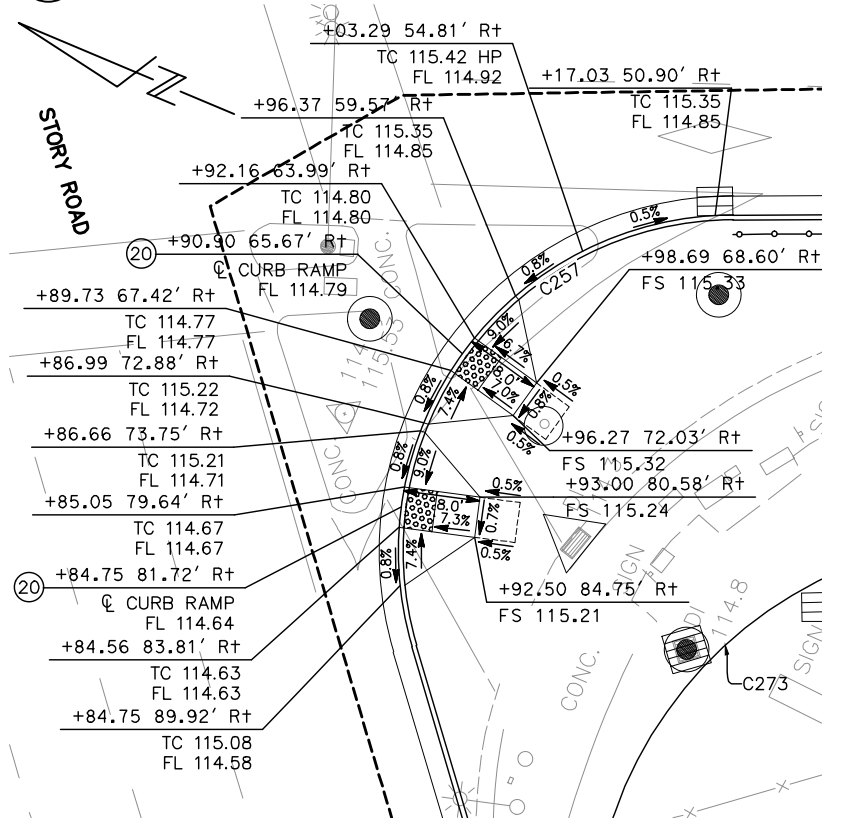 +03.29 54.81' Rt
TC 115.42 HP
FL 114.92
+17.03 50.90' Rt
TC 115.35
FL 114.85
+96.37 59.57' Rt
TC 115.35
FL 114.85
STORY ROAD
+92.16 63.99' Rt
TC 114.80
FL 114.80
20
+90.90 65.67' Rt
℄ CURB RAMP
FL 114.79
+98.69 68.60' Rt
FS 115.33
+89.73 67.42' Rt
TC 114.77
FL 114.77
+86.99 72.88' Rt
TC 115.22
FL 114.72
+86.66 73.75' Rt
TC 115.21
FL 114.71
+96.27 72.03' Rt
FS 115.32
+85.05 79.64' Rt
TC 114.67
FL 114.67
+93.00 80.58' Rt
FS 115.24
20
+84.75 81.72' Rt
℄ CURB RAMP
FL 114.64
+92.50 84.75' Rt
FS 115.21
+84.56 83.81' Rt
TC 114.63
FL 114.63
+84.75 89.92' Rt
TC 115.08
FL 114.58
0.5%
0.8%
C257
9.0%
6.7%
8.0'
7.0%
0.5%
0.8%
0.5%
7.4%
0.8%
0.8%
9.0%
8.0'
7.3%
0.5%
0.7%
0.5%
7.4%
0.8%
CONC.
CONC.
CONC.
SIGN
DI
114.8
SIGN
C273